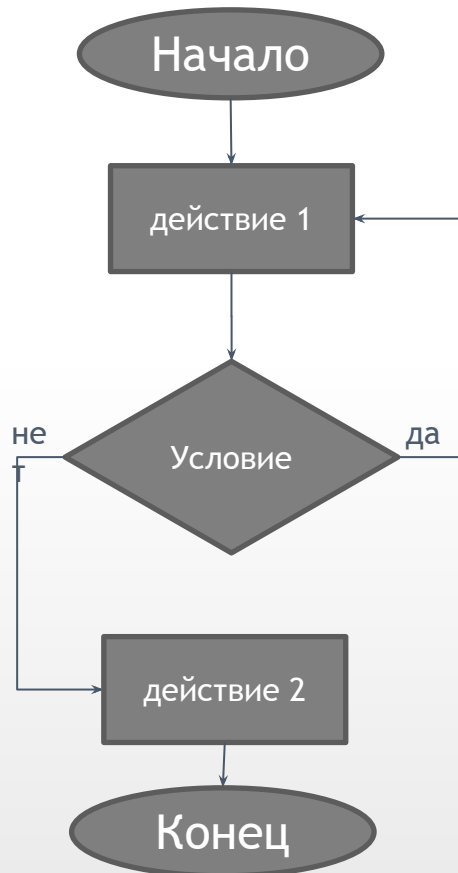 Начало
действие 1
не
т
да
Условие
действие 2
Конец